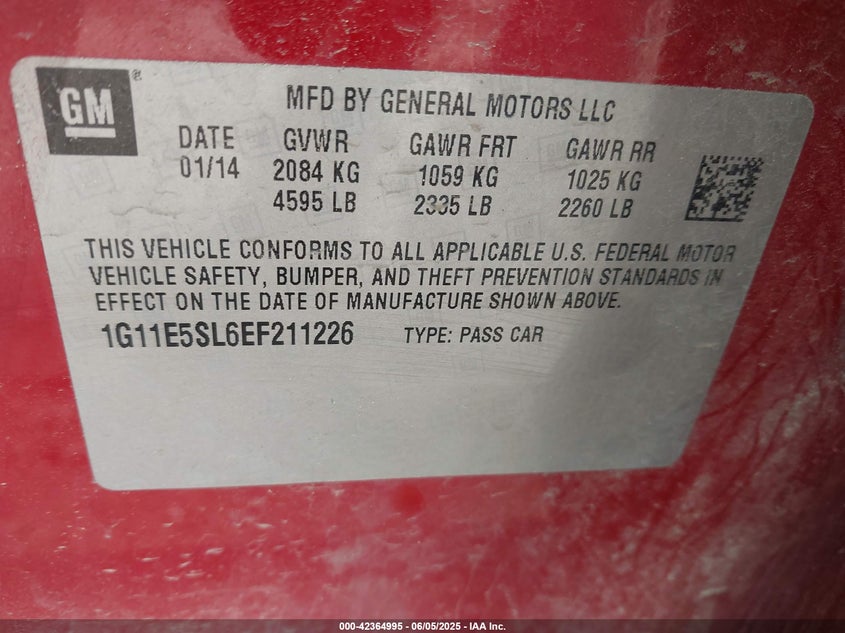 GM®
MFD BY GENERAL MOTORS LLC
DATE GVWR GAWR FRT GAWR RR
01/14 2084 KG 1059 KG 1025 KG
4595 LB 2335 LB 2260 LB
THIS VEHICLE CONFORMS TO ALL APPLICABLE U.S. FEDERAL MOTOR
VEHICLE SAFETY, BUMPER, AND THEFT PREVENTION STANDARDS IN
EFFECT ON THE DATE OF MANUFACTURE SHOWN ABOVE.
1G11E5SL6EF211226 TYPE: PASS CAR
000-42364995 - 06/05/2025 - IAA Inc.